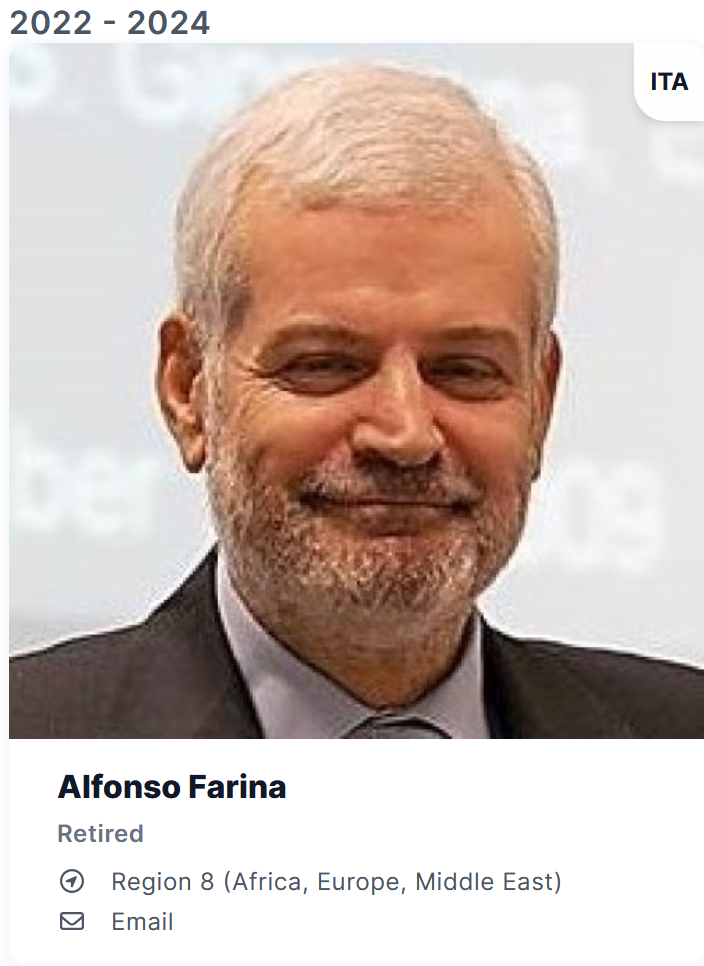 2022 - 2024
ITA
Alfonso Farina
Retired
Region 8 (Africa, Europe, Middle East)
Email